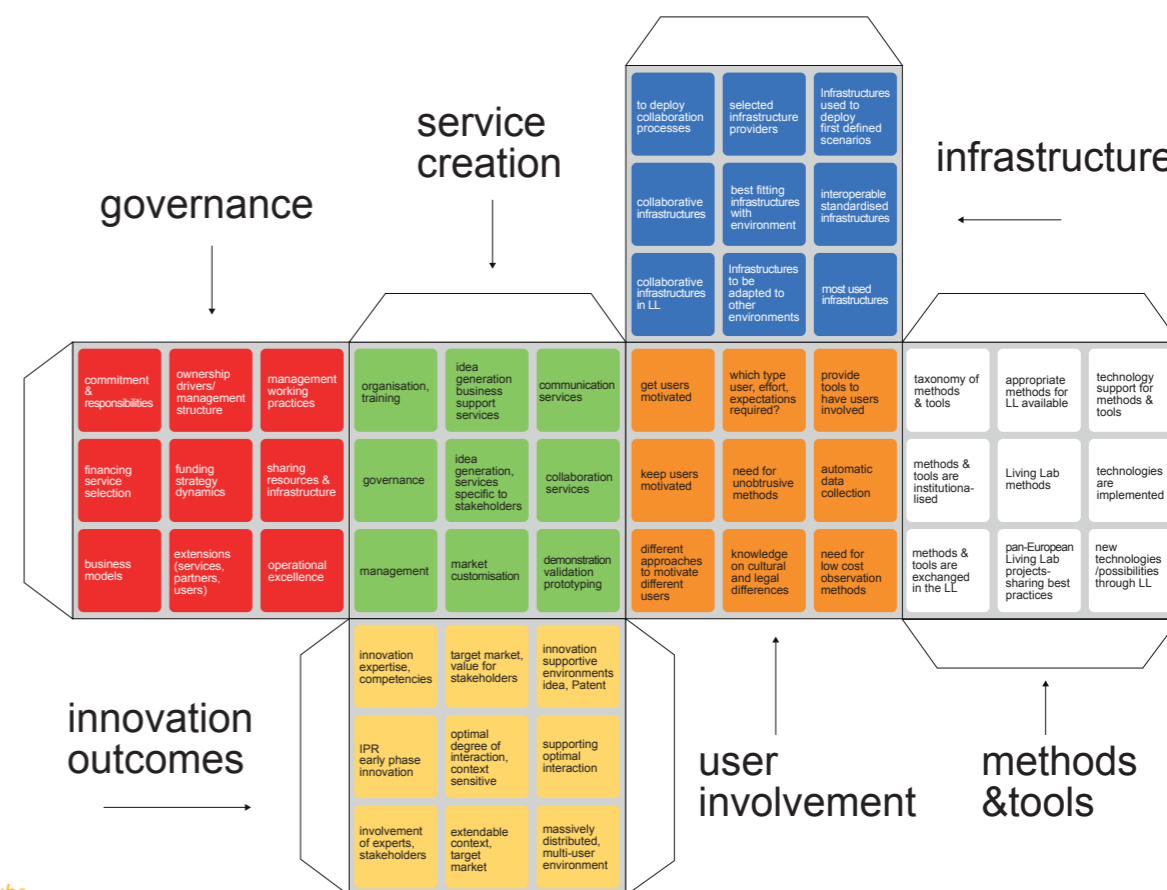 service
creation
governance
infrastructure
to deploy
collaboration
processes
selected
infrastructure
providers
Infrastructures
used to
deploy
first defined
scenarios
collaborative
infrastructures
best fitting
infrastructures
with
environment
interoperable
standardised
infrastructures
collaborative
infrastructures
in LL
Infrastructures
to be
adapted to
other
environments
most used
infrastructures
commitment
&
responsibilities
ownership
drivers/
management
structure
management
working
practices
financing
service
selection
funding
strategy
dynamics
sharing
resources &
infrastructure
business
models
extensions
(services,
partners,
users)
operational
excellence
organisation,
training
idea
generation
business
support
services
communication
services
governance
idea
generation,
services
specific to
stakeholders
collaboration
services
management
market
customisation
demonstration
validation
prototyping
get users
motivated
which type
user, effort,
expectations
required?
provide
tools to
have users
involved
keep users
motivated
need for
unobtrusive
methods
automatic
data
collection
different
approaches
to motivate
different
users
knowledge
on cultural
and legal
differences
need for
low cost
observation
methods
taxonomy of
methods
& tools
appropriate
methods for
LL available
technology
support for
methods &
tools
methods &
tools are
instituationa-
lised
Living Lab
methods
technologies
are
implemented
methods &
tools are
exchanged
in the LL
pan-European
Living Lab
projects-
sharing best
practices
new
technologies
/possibilities
through LL
innovation
expertise,
competencies
target market,
value for
stakeholders
innovation
supportive
environments
idea, Patent
IPR
early phase
innovation
optimal
degree of
interaction,
context
sensitive
supporting
optimal
interaction
involvement
of experts,
stakeholders
extendable
context,
target
market
massively
distributed,
multi-user
environment
innovation
outcomes
user
involvement
methods
&tools